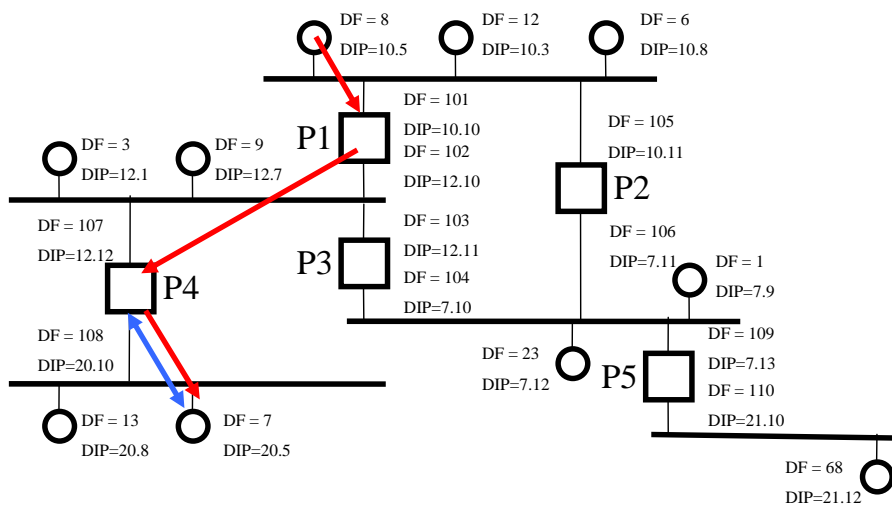 DF = 8
DIP=10.5
DF = 12
DIP=10.3
DF = 6
DIP=10.8
DF = 101
DIP=10.10
P1
DF = 102
DIP=12.10
DF = 105
DIP=10.11
P2
DF = 3
DIP=12.1
DF = 9
DIP=12.7
DF = 107
DIP=12.12
P4
DF = 103
DIP=12.11
P3
DF = 104
DIP=7.10
DF = 106
DIP=7.11
DF = 1
DIP=7.9
DF = 108
DIP=20.10
DF = 23
DIP=7.12
DF = 109
DIP=7.13
P5
DF = 110
DIP=21.10
DF = 13
DIP=20.8
DF = 7
DIP=20.5
DF = 68
DIP=21.12